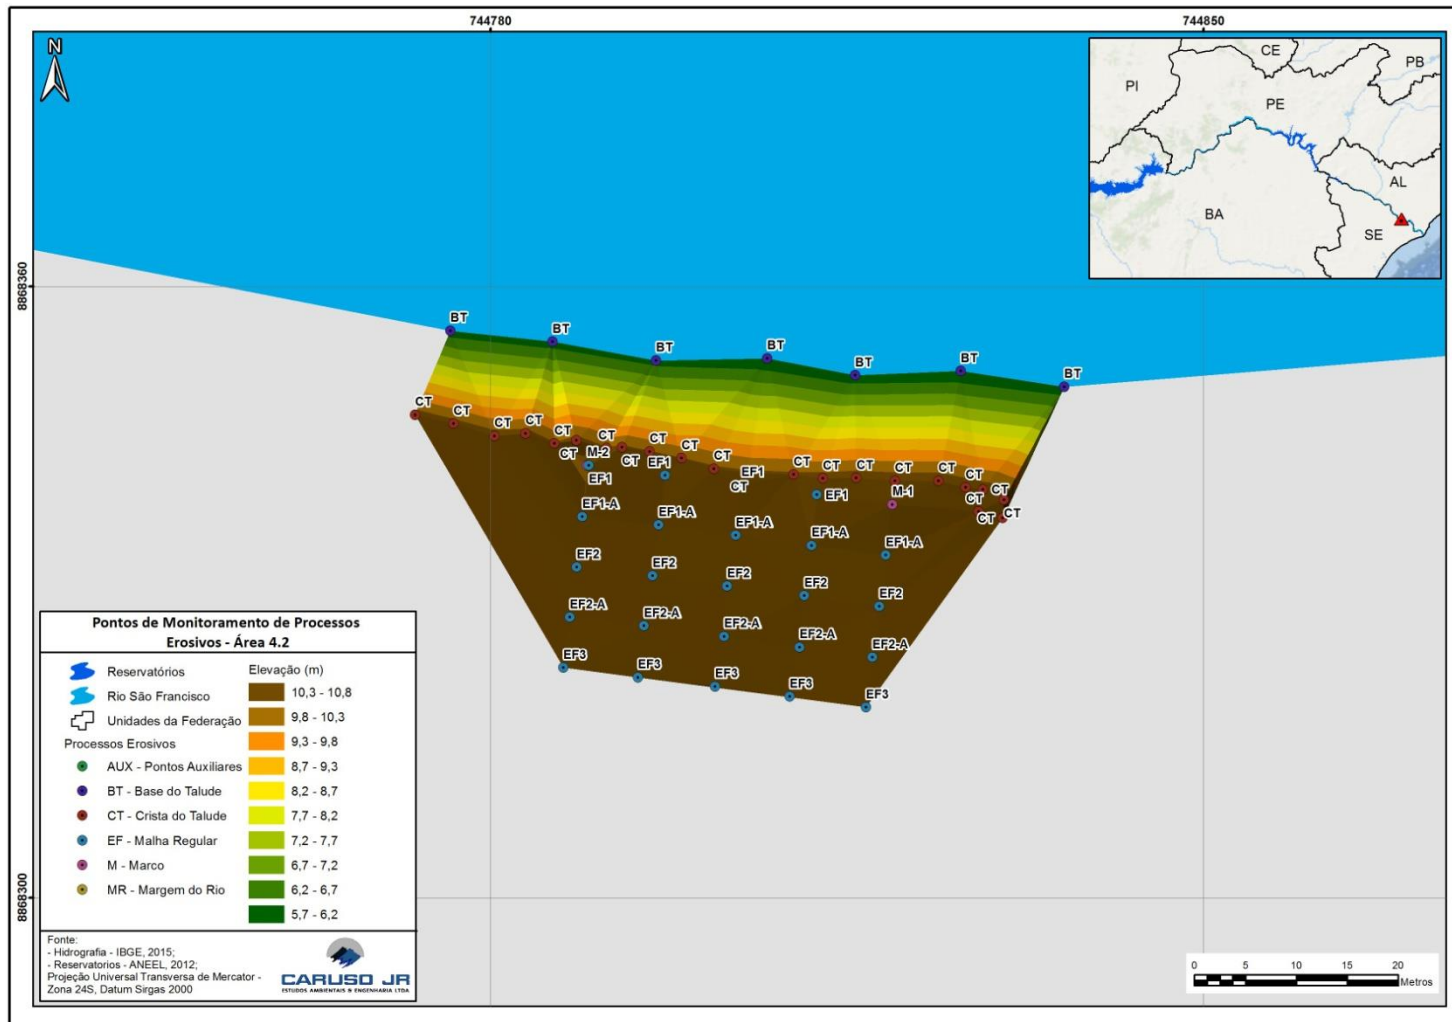 744780
744850
N
CE
PB
PI
PE
AL
BA
SE
8868360
BT
BT
BT
BT
BT
BT
BT
CT
CT
CT
CT
CT
CT
CT
CT
CT
CT
CT
CT
M-2
EF1
EF1
EF1
CT
CT
CT
CT
CT
CT
CT
CT
CT
CT
EF1
M-1
EF1-A
EF1-A
EF1-A
EF1-A
EF1-A
EF2
EF2
EF2
EF2
EF2
EF2-A
EF2-A
EF2-A
EF2-A
EF2-A
EF3
EF3
EF3
EF3
EF3
8868300
Pontos de Monitoramento de Processos
Erosivos - Área 4.2
Reservatórios
Rio São Francisco
Unidades da Federação
Processos Erosivos
AUX - Pontos Auxiliares
BT - Base do Talude
CT - Crista do Talude
EF - Malha Regular
M - Marco
MR - Margem do Rio
Elevação (m)
10,3 - 10,8
9,8 - 10,3
9,3 - 9,8
8,7 - 9,3
8,2 - 8,7
7,7 - 8,2
7,2 - 7,7
6,7 - 7,2
6,2 - 6,7
5,7 - 6,2
Fonte:
- Hidrografia - IBGE, 2015;
- Reservatorios - ANEEL, 2012;
Projeção Universal Transversa de Mercator -
Zona 24S, Datum Sirgas 2000
CARUSO JR
ESTUDOS AMBIENTAIS & ENGENHARIA LTDA
0 5 10 15 20
Metros